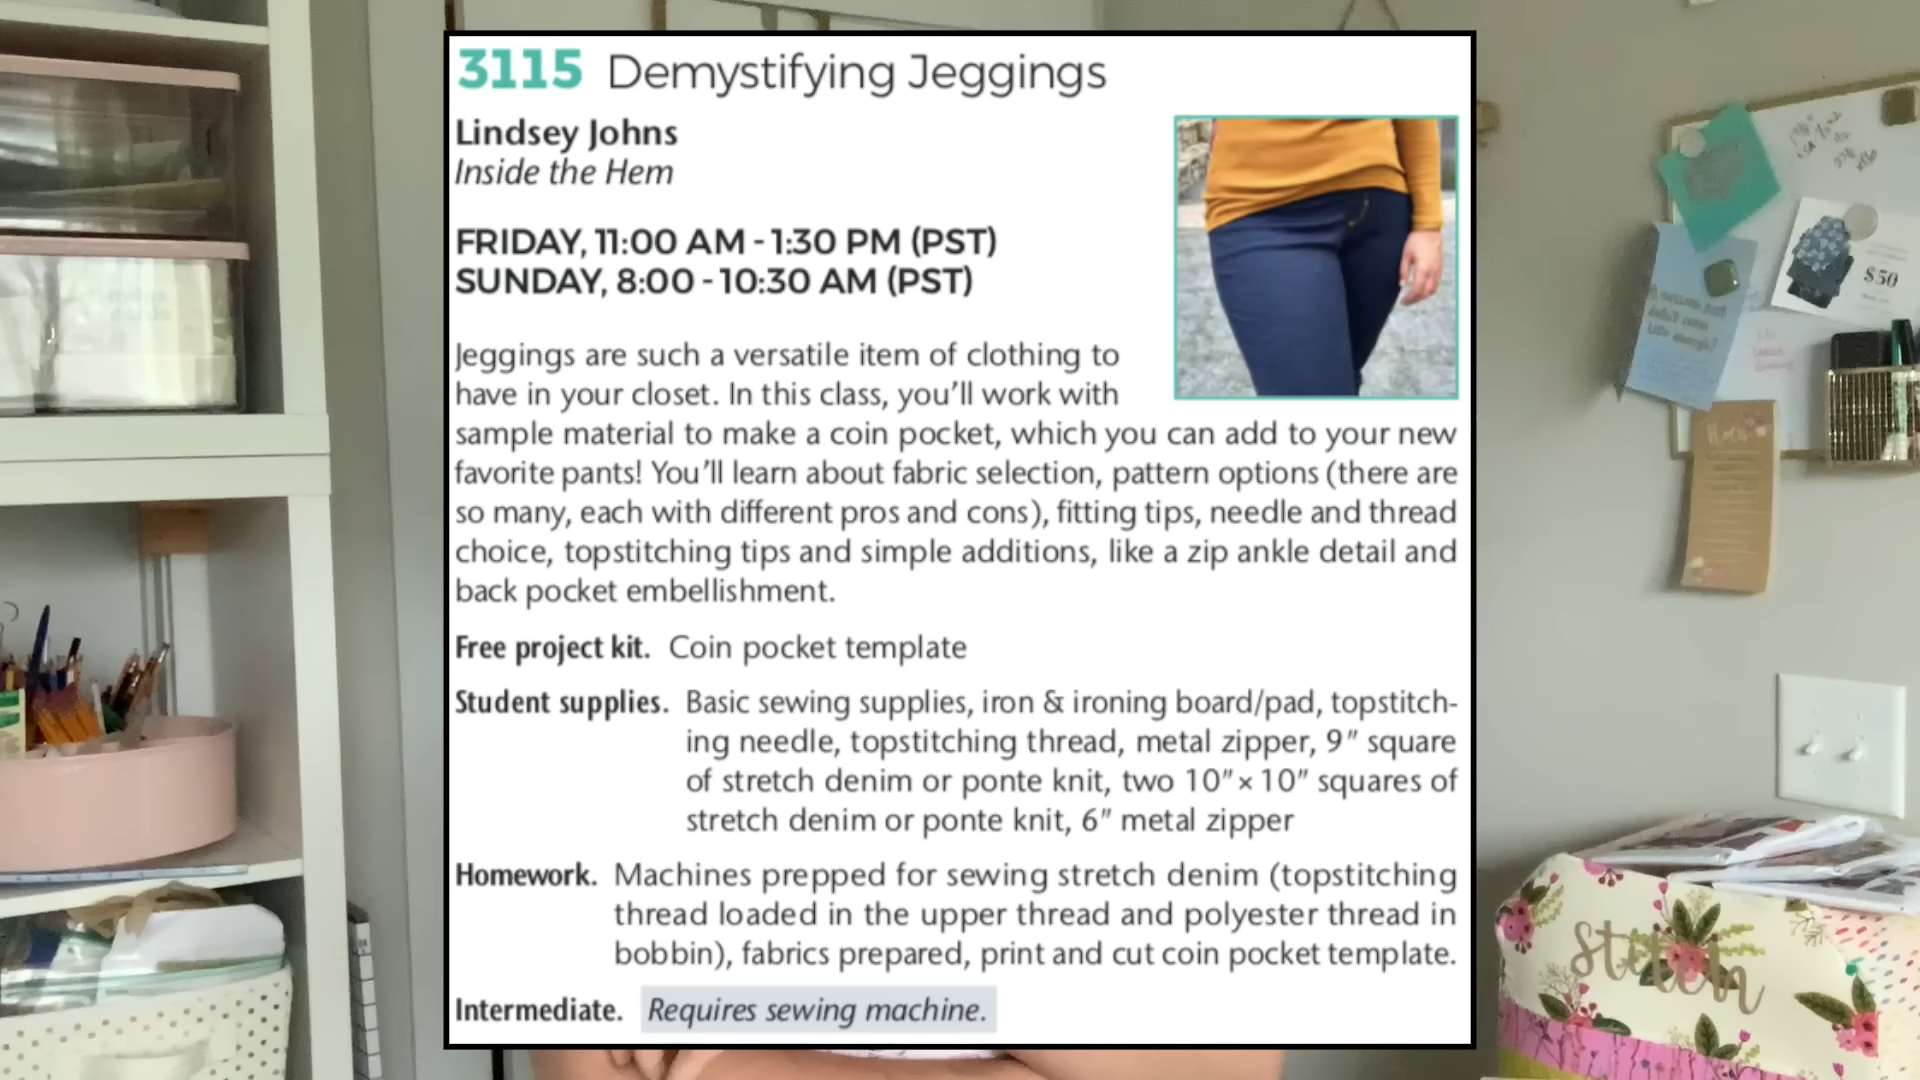 3115 Demystifying Jeggings
Lindsey Johns
Inside the Hem
FRIDAY, 11:00 AM - 1:30 PM (PST)
SUNDAY, 8:00 - 10:30 AM (PST)
Jeggings are such a versatile item of clothing to
have in your closet. In this class, you'll work with
sample material to make a coin pocket, which you can add to your new
favorite pants! You'll learn about fabric selection, pattern options (there are
so many, each with different pros and cons), fitting tips, needle and thread
choice, topstitching tips and simple additions, like a zip ankle detail and
back pocket embellishment.
Free project kit. Coin pocket template
Student supplies. Basic sewing supplies, iron & ironing board/pad, topstitch-
ing needle, topstitching thread, metal zipper, 9" square
of stretch denim or ponte knit, two 10" × 10" squares of
stretch denim or ponte knit, 6" metal zipper
Homework. Machines prepped for sewing stretch denim (topstitching
thread loaded in the upper thread and polyester thread in
bobbin), fabrics prepared, print and cut coin pocket template.
Intermediate. Requires sewing machine.
$50
stitch